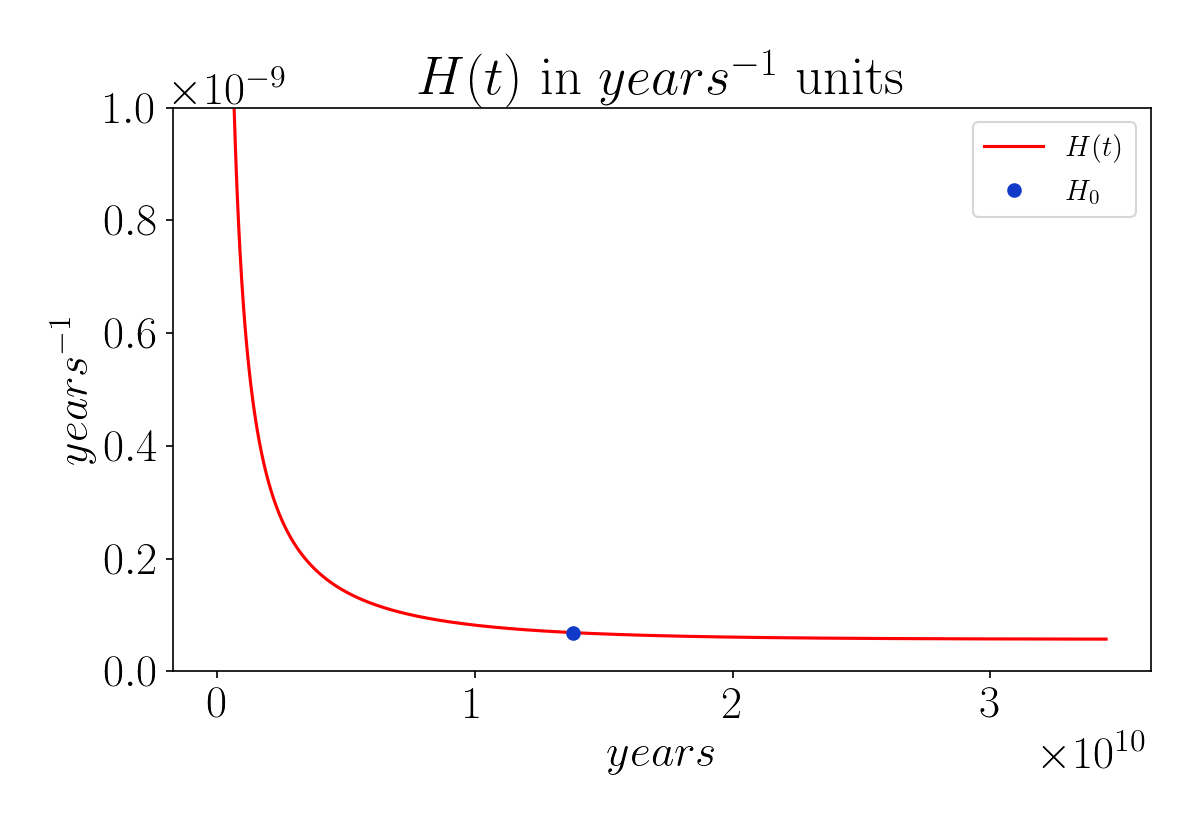 H(t) in years⁻¹ units
×10⁻⁹
1.0
0.8
0.6
0.4
0.2
0.0
years⁻¹
H(t)
H₀
0 1 2 3
years
×10¹⁰